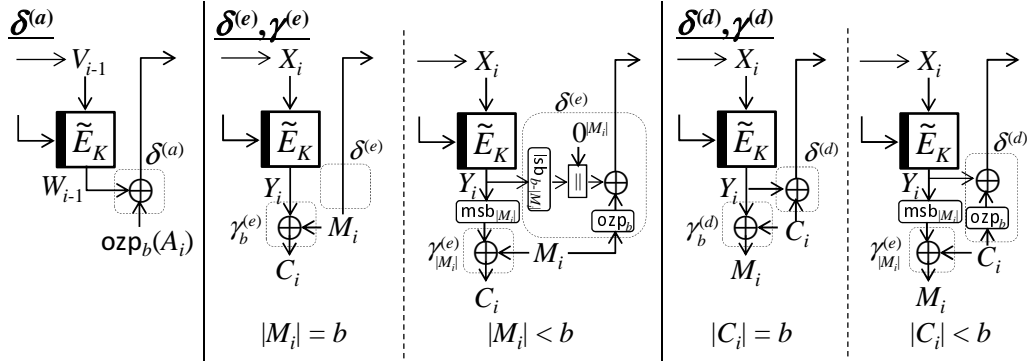 δ⁽ᵃ⁾
V_{i-1}
Ẽ_K
δ⁽ᵃ⁾
W_{i-1}
ozp_b(A_i)
δ⁽ᵉ⁾,γ⁽ᵉ⁾
X_i
Ẽ_K
δ⁽ᵉ⁾
Y_i
γ_b⁽ᵉ⁾
M_i
C_i
|M_i| = b
X_i
δ⁽ᵉ⁾
Ẽ_K
0^{|M_i|}
lsb_{b-|M_i|}
||
Y_i
msb_{|M_i|}
ozp_b
γ_{|M_i|}⁽ᵉ⁾
M_i
C_i
|M_i| < b
δ⁽ᵈ⁾,γ⁽ᵈ⁾
X_i
Ẽ_K
δ⁽ᵈ⁾
Y_i
γ_b⁽ᵈ⁾
C_i
M_i
|C_i| = b
X_i
Ẽ_K
δ⁽ᵈ⁾
Y_i
msb_{|M_i|}
ozp_b
γ_{|M_i|}⁽ᵉ⁾
C_i
M_i
|C_i| < b